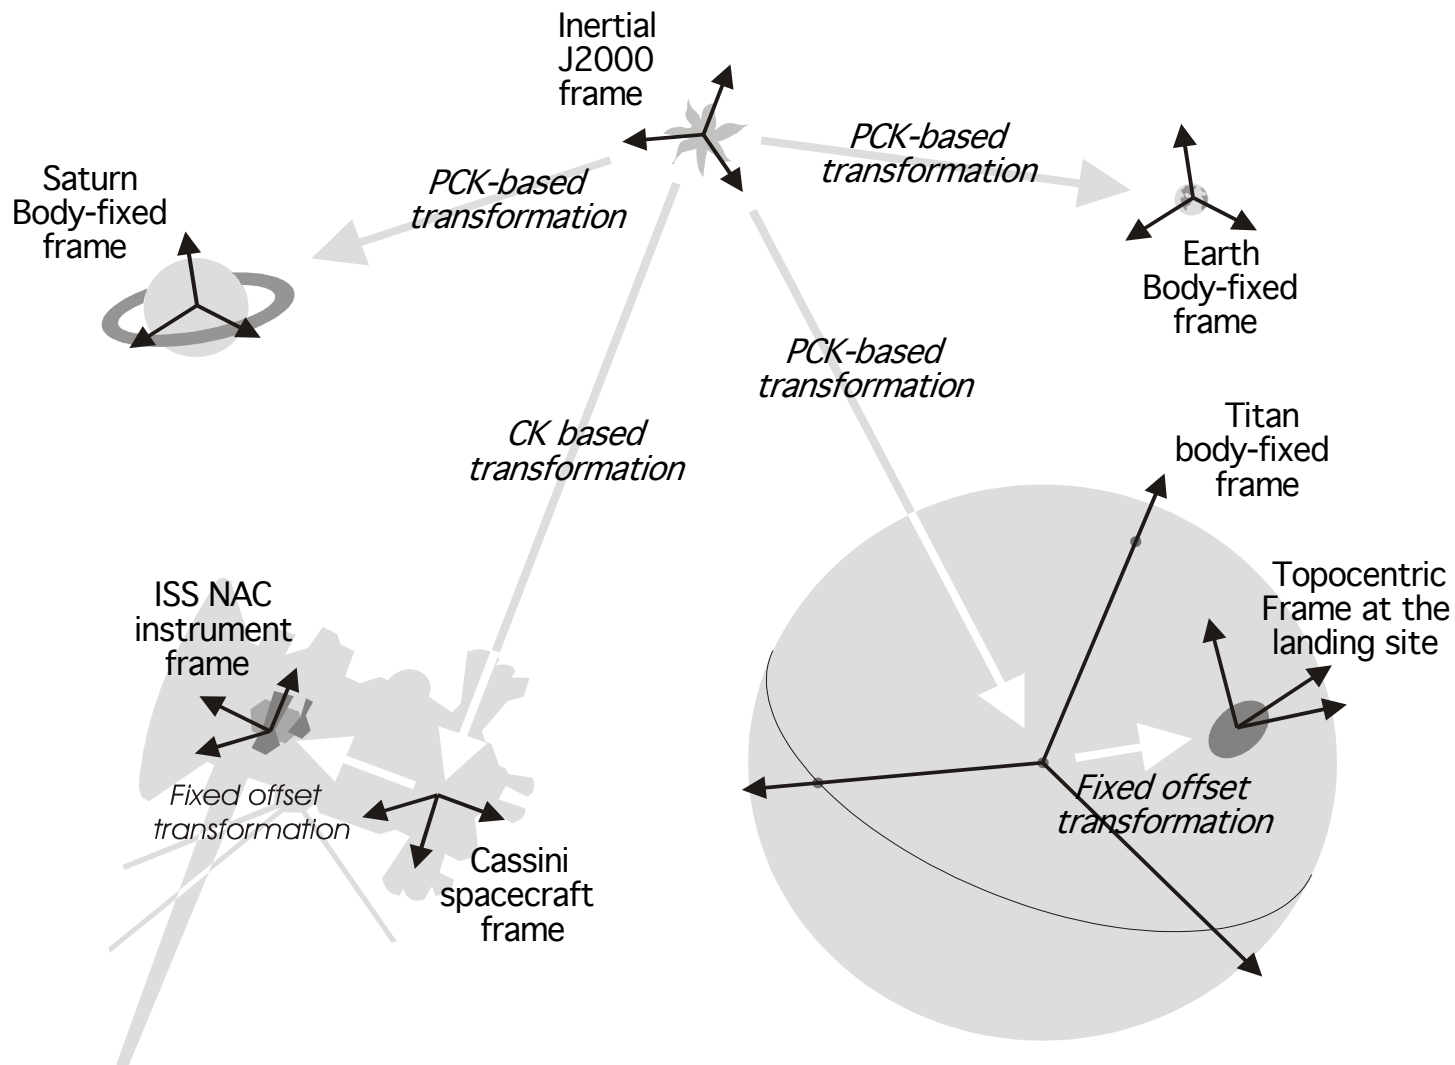 Inertial
J2000
frame
PCK-based
transformation
PCK-based
transformation
Saturn
Body-fixed
frame
Earth
Body-fixed
frame
PCK-based
transformation
CK based
transformation
Titan
body-fixed
frame
ISS NAC
instrument
frame
Topocentric
Frame at the
landing site
Fixed offset
transformation
Fixed offset
transformation
Cassini
spacecraft
frame